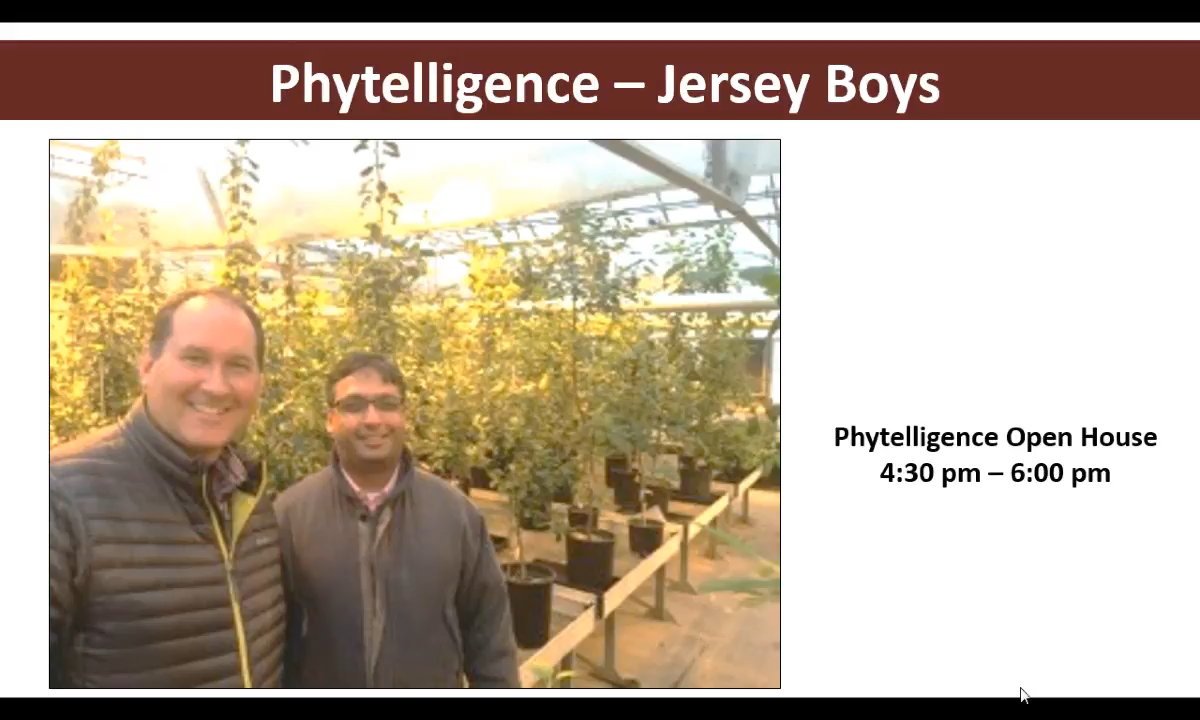 Phytelligence – Jersey Boys
Phytelligence Open House
4:30 pm – 6:00 pm